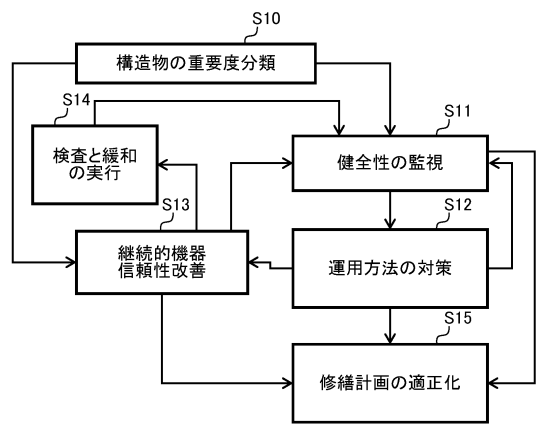 S10
構造物の重要度分類
S14
検査と緩和
の実行
S11
健全性の監視
S13
継続的機器
信頼性改善
S12
運用方法の対策
S15
修繕計画の適正化